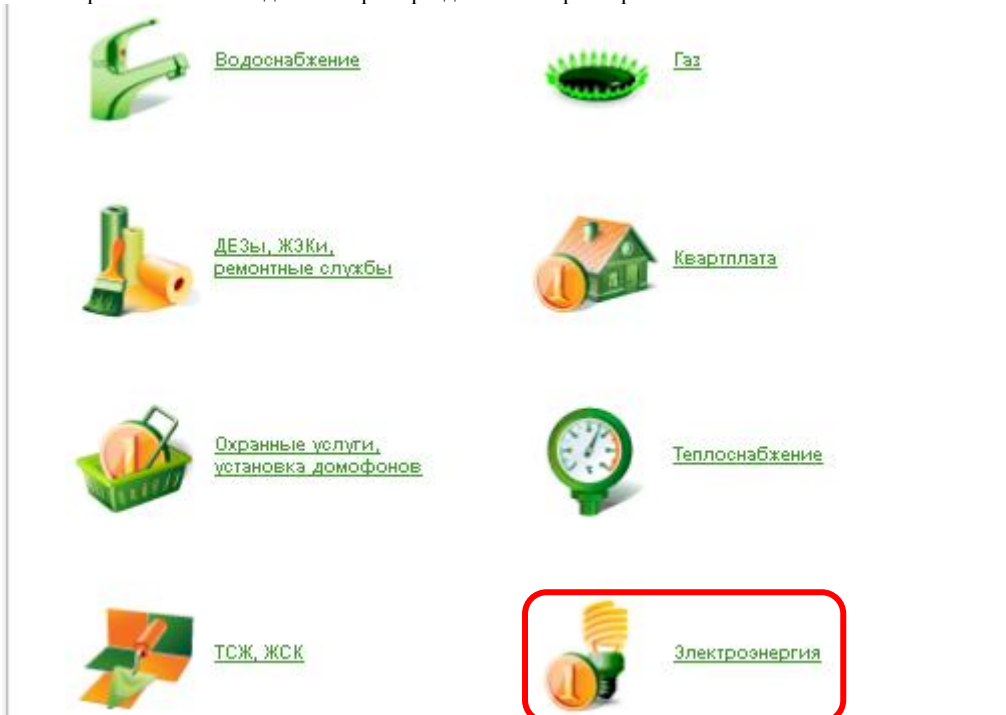 Водоснабжение
Газ
ДЕЗы, ЖЭКи,
ремонтные службы
Квартплата
Охранные услуги,
установка домофонов
Теплоснабжение
ТСЖ, ЖСК
Электроэнергия